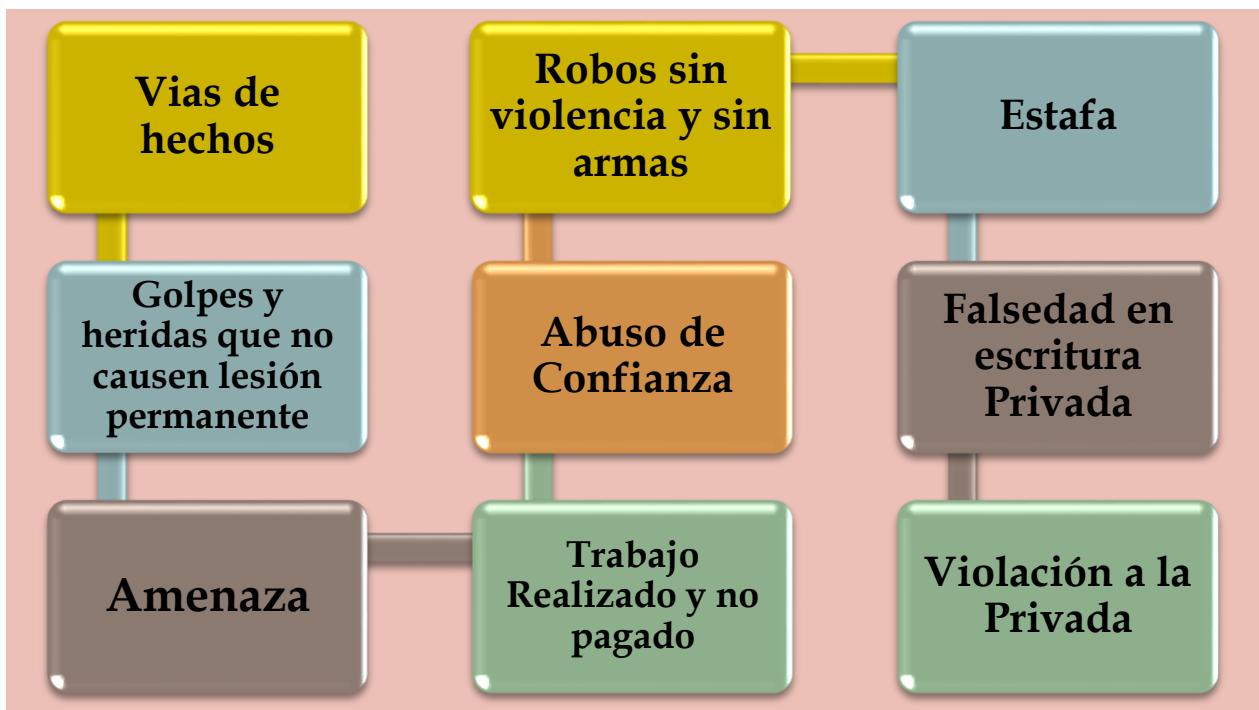 Vias de
hechos
Golpes y
heridas que no
causen lesión
permanente
Amenaza
Trabajo
Realizado y no
pagado
Abuso de
Confianza
Robos sin
violencia y sin
armas
Estafa
Falsedad en
escritura
Privada
Violación a la
Privada